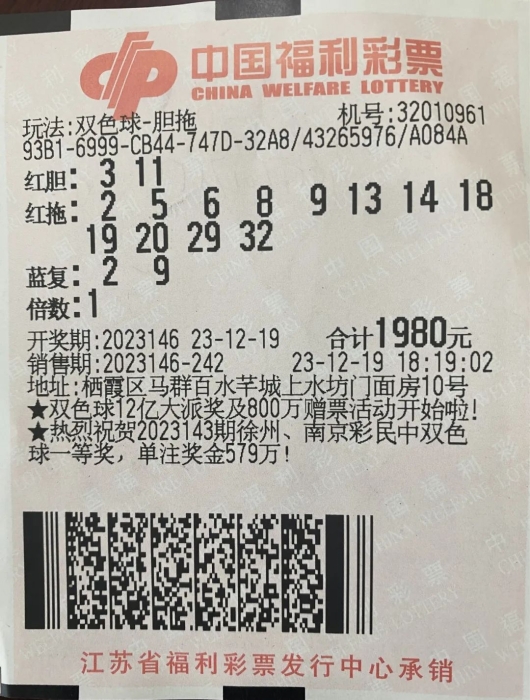 中国福利彩票
CHINA WELFARE LOTTERY
玩法:双色球-胆拖 机号:32010961
93B1-6999-CB44-747D-32A8/43265976/A084A
红胆: 3 11
红拖: 2 5 6 8 9 13 14 18
19 20 29 32
蓝复: 2 9
倍数:1
开奖期:2023146 23-12-19 合计1980元
销售期:2023146-242 23-12-19 18:19:02
地址:栖霞区马群百水芊城上水坊门面房10号
★双色球12亿大派奖及800万赠票活动开始啦!
★热烈祝贺2023143期徐州、南京彩民中双色
球一等奖，单注奖金579万!
江苏省福利彩票发行中心承销